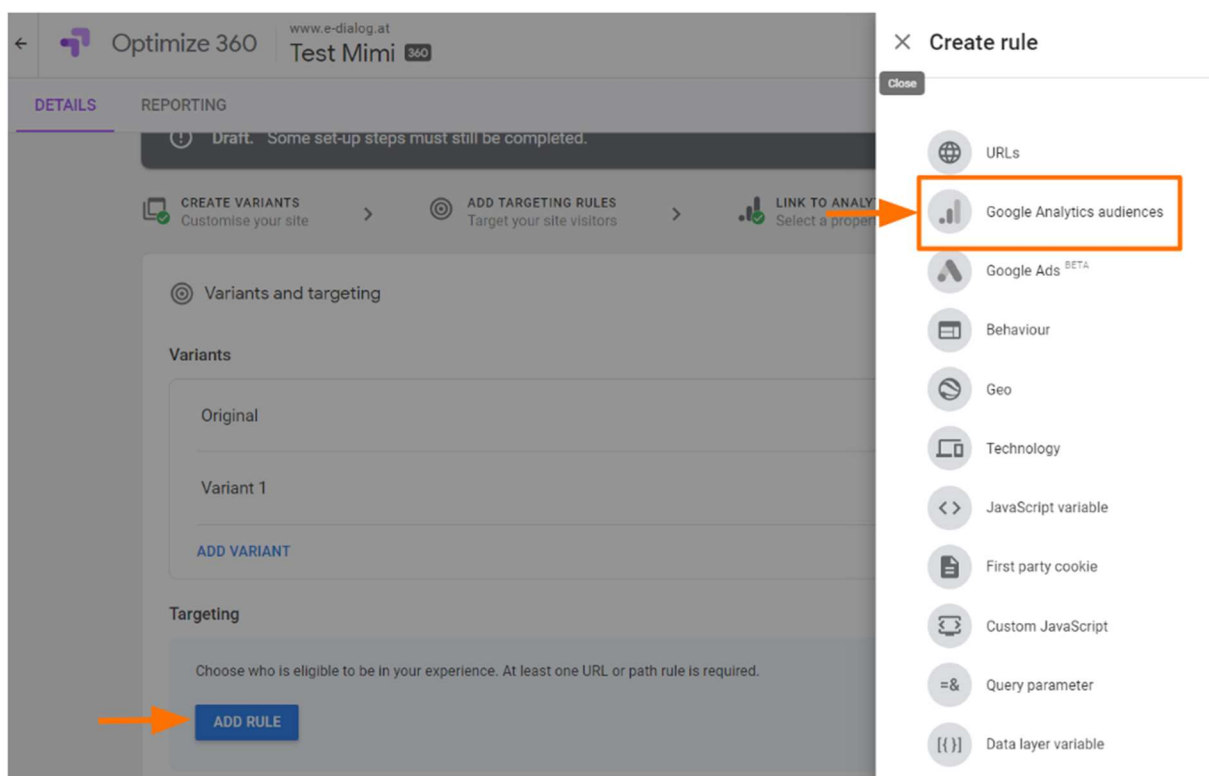 www.e-dialog.at
Optimize 360
Test Mimi 360
DETAILS
REPORTING
Draft. Some set-up steps must still be completed.
CREATE VARIANTS
Customise your site
ADD TARGETING RULES
Target your site visitors
LINK TO ANALY
Select a proper
Variants and targeting
Variants
Original
Variant 1
ADD VARIANT
Targeting
Choose who is eligible to be in your experience. At least one URL or path rule is required.
ADD RULE
Create rule
Close
URLs
Google Analytics audiences
Google Ads BETA
Behaviour
Geo
Technology
<> JavaScript variable
First party cookie
Custom JavaScript
=& Query parameter
[{}] Data layer variable